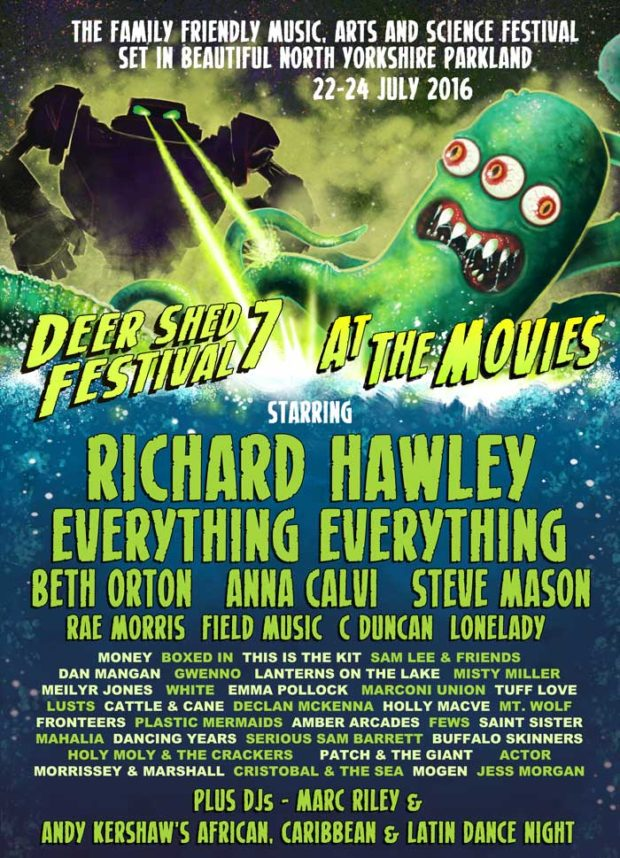 THE FAMILY FRIENDLY MUSIC, ARTS AND SCIENCE FESTIVAL
SET IN BEAUTIFUL NORTH YORKSHIRE PARKLAND
22-24 JULY 2016
DEER SHED
FESTIVAL 7
AT THE MOVIES
STARRING
RICHARD HAWLEY
EVERYTHING EVERYTHING
BETH ORTON ANNA CALVI STEVE MASON
RAE MORRIS FIELD MUSIC C DUNCAN LONELADY
MONEY BOXED IN THIS IS THE KIT SAM LEE & FRIENDS
DAN MANGAN GWENNO LANTERNS ON THE LAKE MISTY MILLER
MEILYR JONES WHITE EMMA POLLOCK MARCONI UNION TUFF LOVE
LUSTS CATTLE & CANE DECLAN MCKENNA HOLLY MACVE MT. WOLF
FRONTEERS PLASTIC MERMAIDS AMBER ARCADES FEWS SAINT SISTER
MAHALIA DANCING YEARS SERIOUS SAM BARRETT BUFFALO SKINNERS
HOLY MOLY & THE CRACKERS PATCH & THE GIANT ACTOR
MORRISSEY & MARSHALL CRISTOBAL & THE SEA MOGEN JESS MORGAN
PLUS DJs - MARC RILEY &
ANDY KERSHAW'S AFRICAN, CARIBBEAN & LATIN DANCE NIGHT